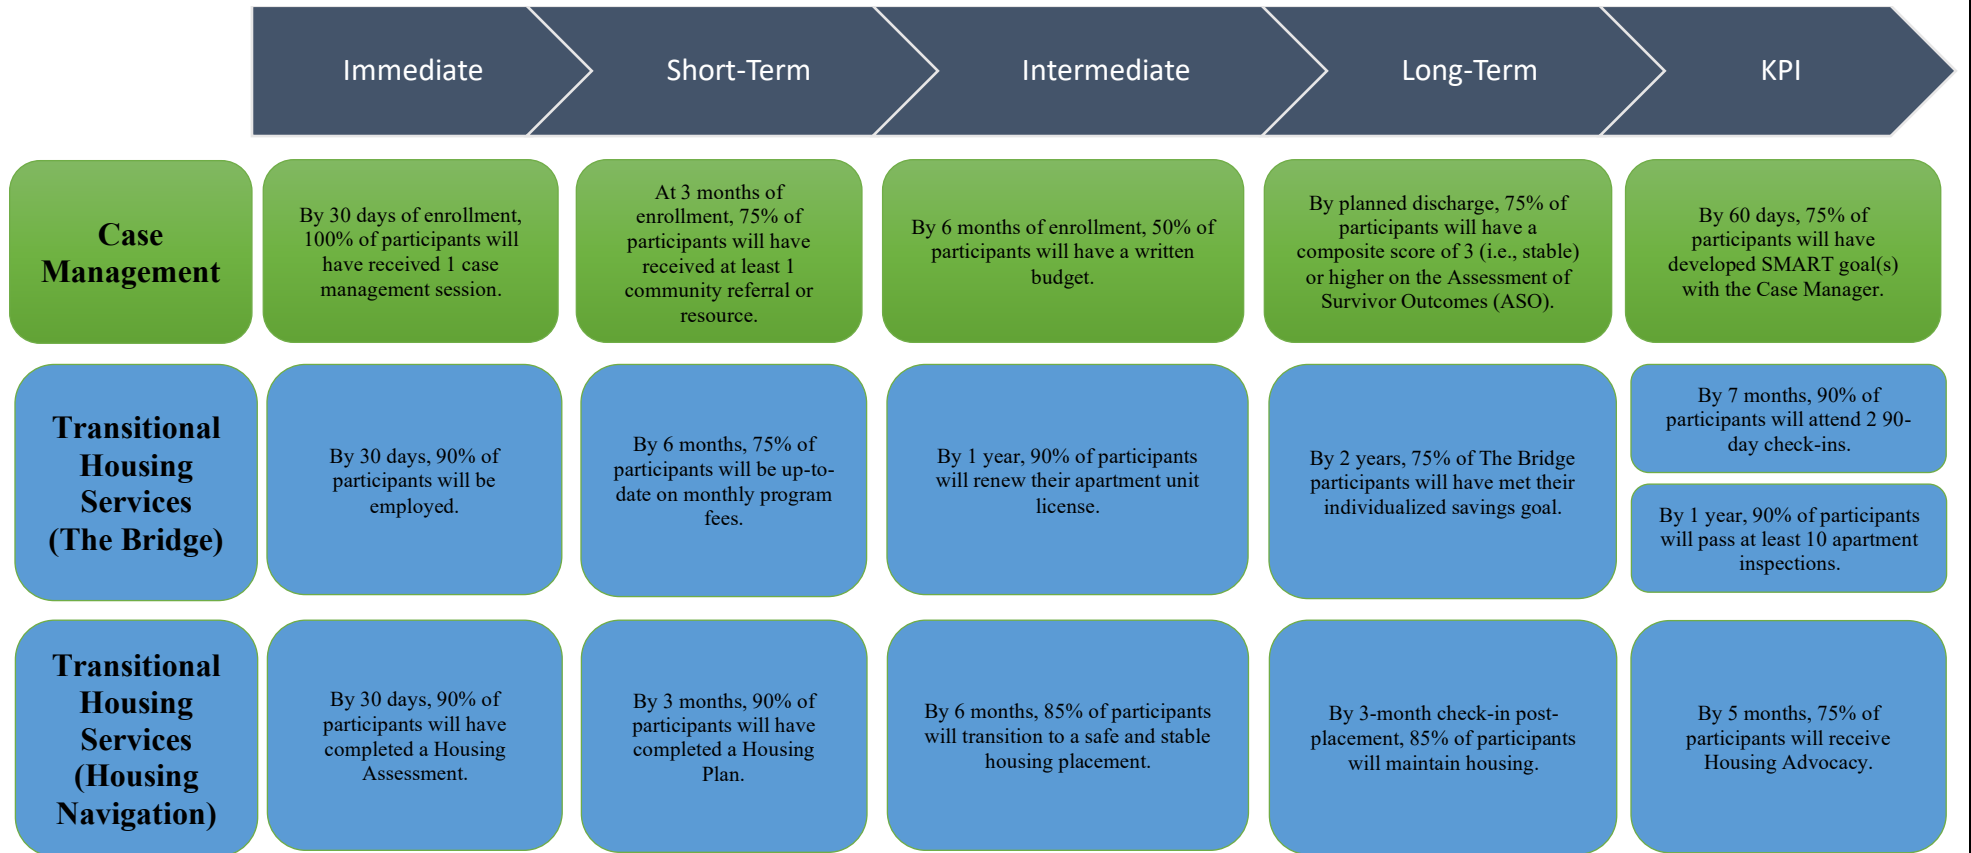 Immediate
Short-Term
Intermediate
Long-Term
KPI
Case
Management
By 30 days of enrollment,
100% of participants will
have received 1 case
management session.
At 3 months of
enrollment, 75% of
participants will have
received at least 1
community referral or
resource.
By 6 months of enrollment, 50% of
participants will have a written
budget.
By planned discharge, 75% of
participants will have a
composite score of 3 (i.e., stable)
or higher on the Assessment of
Survivor Outcomes (ASO).
By 60 days, 75% of
participants will have
developed SMART goal(s)
with the Case Manager.
Transitional
Housing
Services
(The Bridge)
By 30 days, 90% of
participants will be
employed.
By 6 months, 75% of
participants will be up-to-
date on monthly program
fees.
By 1 year, 90% of participants
will renew their apartment unit
license.
By 2 years, 75% of The Bridge
participants will have met their
individualized savings goal.
By 7 months, 90% of
participants will attend 2 90-
day check-ins.
By 1 year, 90% of participants
will pass at least 10 apartment
inspections.
Transitional
Housing
Services
(Housing
Navigation)
By 30 days, 90% of
participants will have
completed a Housing
Assessment.
By 3 months, 90% of
participants will have
completed a Housing
Plan.
By 6 months, 85% of participants
will transition to a safe and stable
housing placement.
By 3-month check-in post-
placement, 85% of participants
will maintain housing.
By 5 months, 75% of
participants will receive
Housing Advocacy.